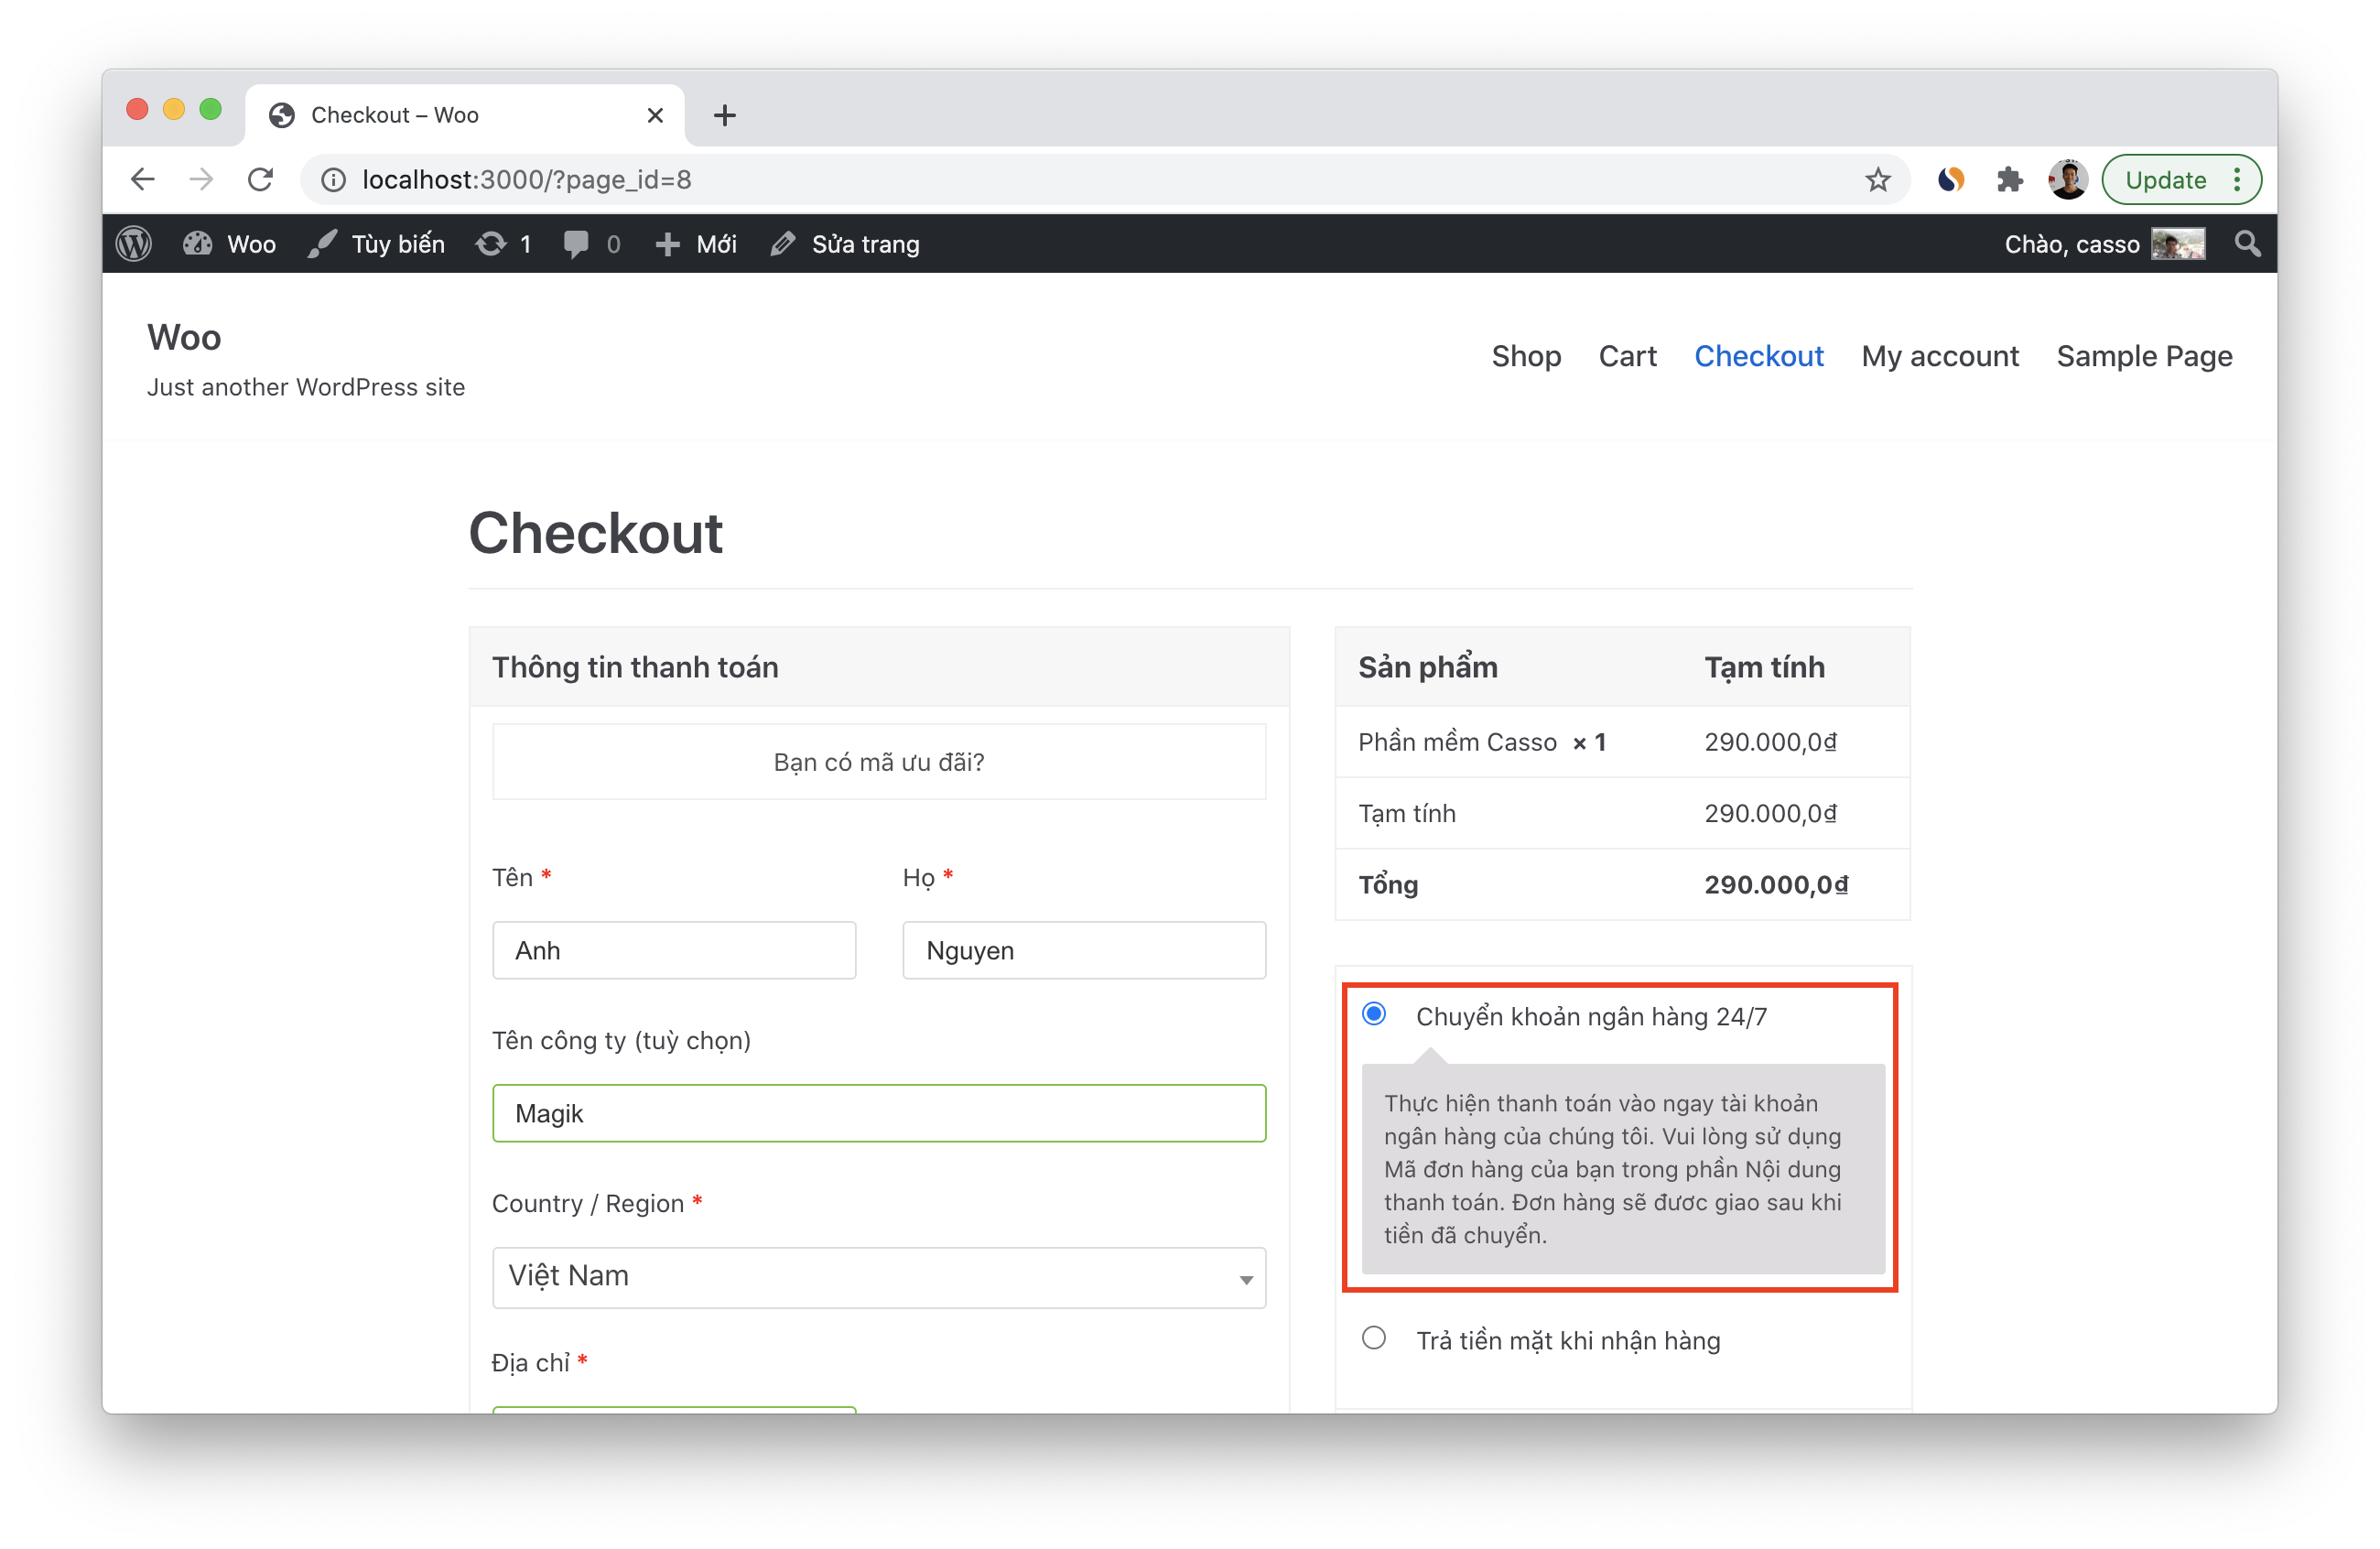 Checkout – Woo
localhost:3000/?page_id=8
Update
Woo
Tùy biến
1
0
Mới
Sửa trang
Chào, casso
Woo
Just another WordPress site
Shop
Cart
Checkout
My account
Sample Page
Checkout
Thông tin thanh toán
Bạn có mã ưu đãi?
Tên *
Họ *
Anh
Nguyen
Tên công ty (tuỳ chọn)
Magik
Country / Region *
Việt Nam
Địa chỉ *
Sản phẩm Tạm tính
Phần mềm Casso × 1 290.000,0₫
Tạm tính 290.000,0₫
Tổng 290.000,0₫
Chuyển khoản ngân hàng 24/7
Thực hiện thanh toán vào ngay tài khoản
ngân hàng của chúng tôi. Vui lòng sử dụng
Mã đơn hàng của bạn trong phần Nội dung
thanh toán. Đơn hàng sẽ đươc giao sau khi
tiền đã chuyển.
Trả tiền mặt khi nhận hàng